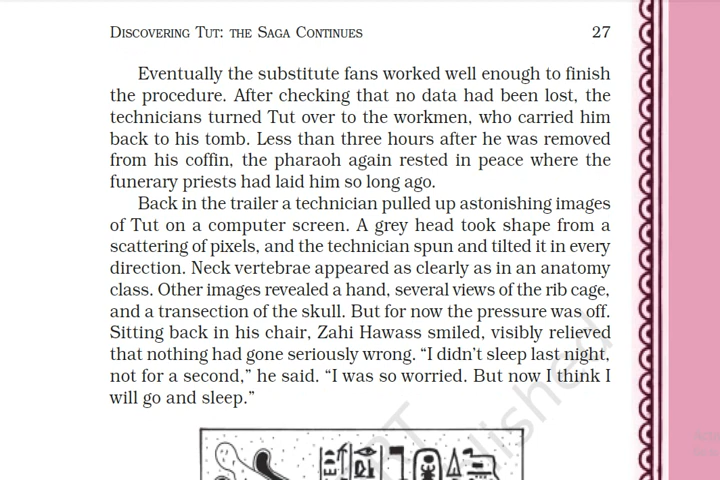 DISCOVERING TUT: THE SAGA CONTINUES 27
Eventually the substitute fans worked well enough to finish
the procedure. After checking that no data had been lost, the
technicians turned Tut over to the workmen, who carried him
back to his tomb. Less than three hours after he was removed
from his coffin, the pharaoh again rested in peace where the
funerary priests had laid him so long ago.
Back in the trailer a technician pulled up astonishing images
of Tut on a computer screen. A grey head took shape from a
scattering of pixels, and the technician spun and tilted it in every
direction. Neck vertebrae appeared as clearly as in an anatomy
class. Other images revealed a hand, several views of the rib cage,
and a transection of the skull. But for now the pressure was off.
Sitting back in his chair, Zahi Hawass smiled, visibly relieved
that nothing had gone seriously wrong. “I didn’t sleep last night,
not for a second,” he said. “I was so worried. But now I think I
will go and sleep.”